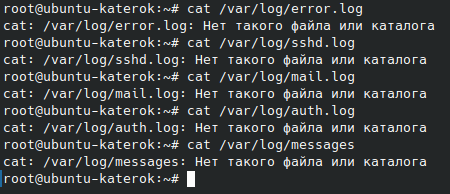 root@ubuntu-katerok:~# cat /var/log/error.log
cat: /var/log/error.log: Нет такого файла или каталога
root@ubuntu-katerok:~# cat /var/log/sshd.log
cat: /var/log/sshd.log: Нет такого файла или каталога
root@ubuntu-katerok:~# cat /var/log/mail.log
cat: /var/log/mail.log: Нет такого файла или каталога
root@ubuntu-katerok:~# cat /var/log/auth.log
cat: /var/log/auth.log: Нет такого файла или каталога
root@ubuntu-katerok:~# cat /var/log/messages
cat: /var/log/messages: Нет такого файла или каталога
root@ubuntu-katerok:~#